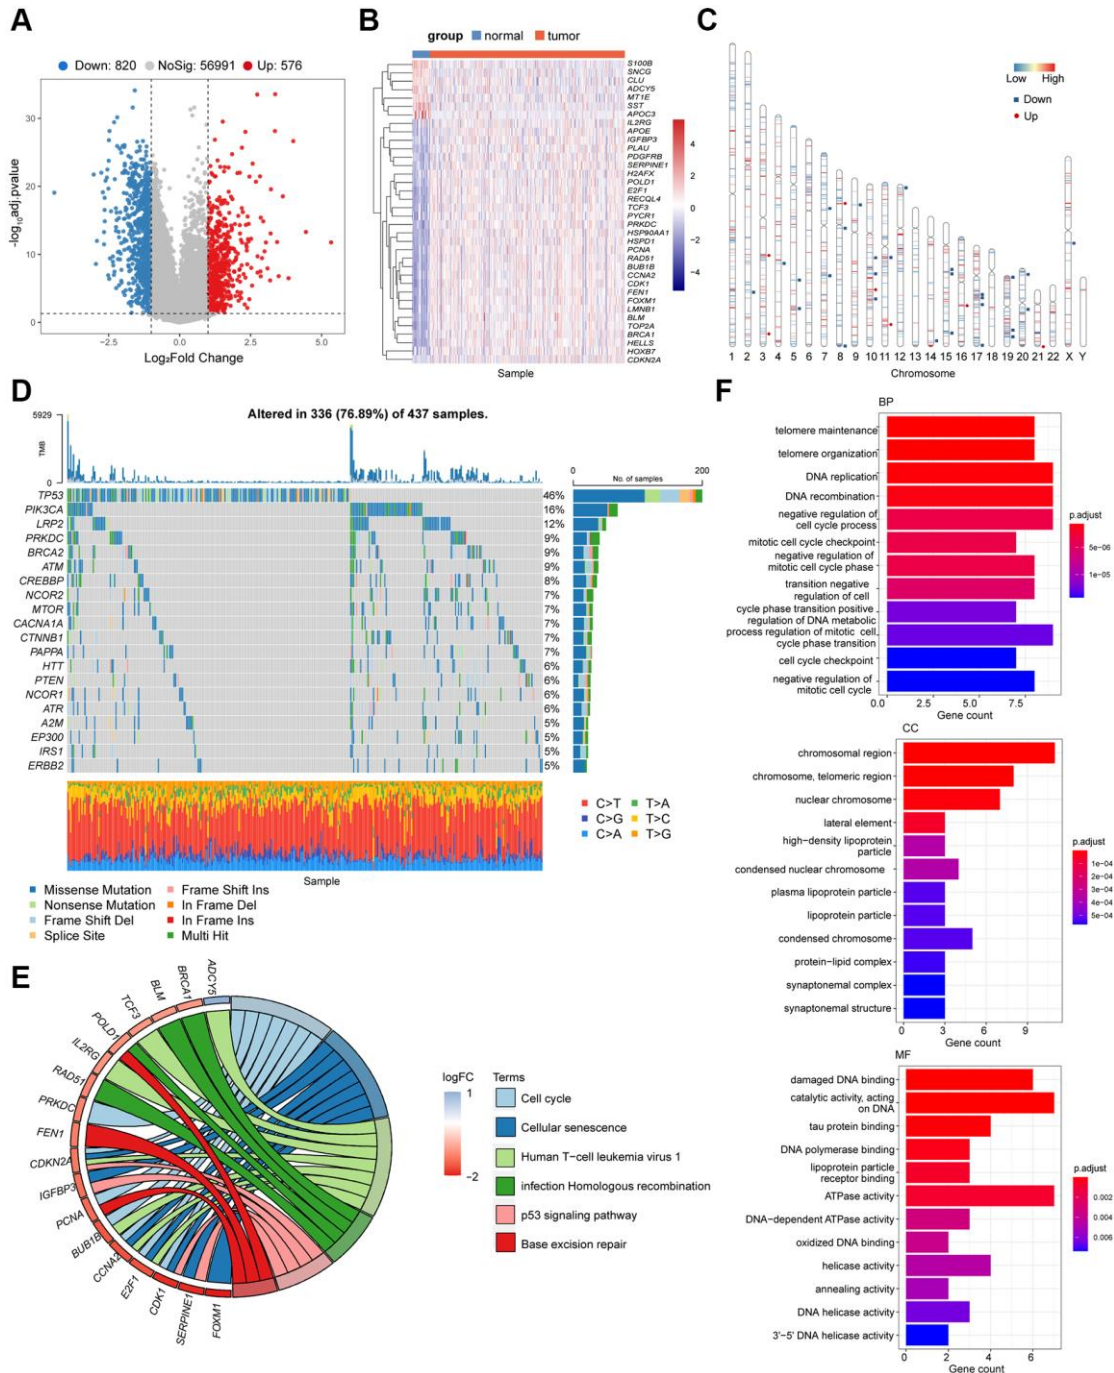 A
Down: 820 NoSig: 56991 Up: 576
30
20
10
0
-log10adj.pvalue
−2.5 0.0 2.5 5.0
Log2Fold Change
B
group normal tumor
S100B
SNCG
CLU
ADCY5
MT1E
SST
APOC3
IL2RG
APOE
IGFBP3
PLAU
PDGFRB
SERPINE1
H2AFX
POLD1
E2F1
RECQL4
TCF3
PYCR1
PRKDC
HSP90AA1
HSPD1
PCNA
RAD51
BUB1B
CCNA2
CDK1
FEN1
FOXM1
LMNB1
BLM
TOP2A
BRCA1
HELLS
HOXB7
CDKN2A
4
2
0
−2
−4
Sample
C
Low High
Down
Up
1 2 3 4 5 6 7 8 9 10 11 12 13 14 15 16 17 18 19 20 21 22 X Y
Chromosome
D
Altered in 336 (76.89%) of 437 samples.
5929
TMB
0
0 200
No. of samples
TP53 46%
PIK3CA 16%
LRP2 12%
PRKDC 9%
BRCA2 9%
ATM 9%
CREBBP 8%
NCOR2 7%
MTOR 7%
CACNA1A 7%
CTNNB1 7%
PAPPA 7%
HTT 6%
PTEN 6%
NCOR1 6%
ATR 6%
A2M 5%
EP300 5%
IRS1 5%
ERBB2 5%
C>T T>A
C>G T>C
C>A T>G
Sample
Missense Mutation Frame Shift Ins
Nonsense Mutation In Frame Del
Frame Shift Del In Frame Ins
Splice Site Multi Hit
E
ADCY5
BRCA1
BLM
TCF3
POLD1
IL2RG
RAD51
PRKDC
FEN1
CDKN2A
IGFBP3
PCNA
BUB1B
CCNA2
E2F1
CDK1
SERPINE1
FOXM1
logFC
1
−2
Terms
Cell cycle
Cellular senescence
Human T−cell leukemia virus 1
infection Homologous recombination
p53 signaling pathway
Base excision repair
F
BP
telomere maintenance
telomere organization
DNA replication
DNA recombination
negative regulation of
cell cycle process
mitotic cell cycle checkpoint
negative regulation of
mitotic cell cycle phase
transition negative
regulation of cell
cycle phase transition positive
regulation of DNA metabolic
process regulation of mitotic cell
cycle phase transition
cell cycle checkpoint
negative regulation of
mitotic cell cycle
0.0 2.5 5.0 7.5
Gene count
p.adjust
5e−06
1e−05
CC
chromosomal region
chromosome, telomeric region
nuclear chromosome
lateral element
high−density lipoprotein
particle
condensed nuclear chromosome
plasma lipoprotein particle
lipoprotein particle
condensed chromosome
protein−lipid complex
synaptonemal complex
synaptonemal structure
0 3 6 9
Gene count
p.adjust
1e−04
2e−04
3e−04
4e−04
5e−04
MF
damaged DNA binding
catalytic activity, acting
on DNA
tau protein binding
DNA polymerase binding
lipoprotein particle
receptor binding
ATPase activity
DNA−dependent ATPase activity
oxidized DNA binding
helicase activity
annealing activity
DNA helicase activity
3'−5' DNA helicase activity
0 2 4 6
Gene count
p.adjust
0.002
0.004
0.006